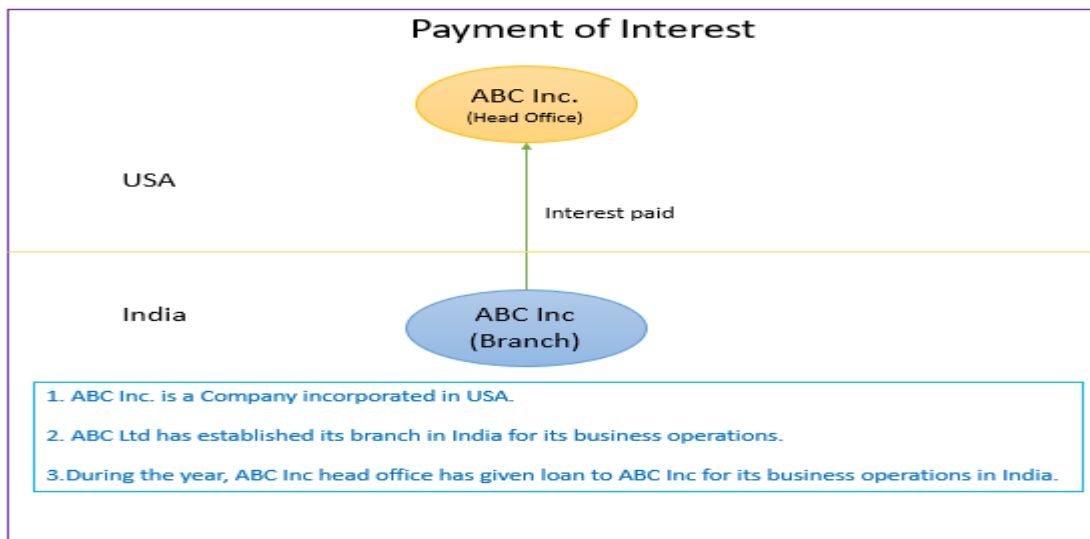 Payment of Interest
ABC Inc.
(Head Office)
USA
Interest paid
India
ABC Inc
(Branch)
1. ABC Inc. is a Company incorporated in USA.
2. ABC Ltd has established its branch in India for its business operations.
3.During the year, ABC Inc head office has given loan to ABC Inc for its business operations in India.